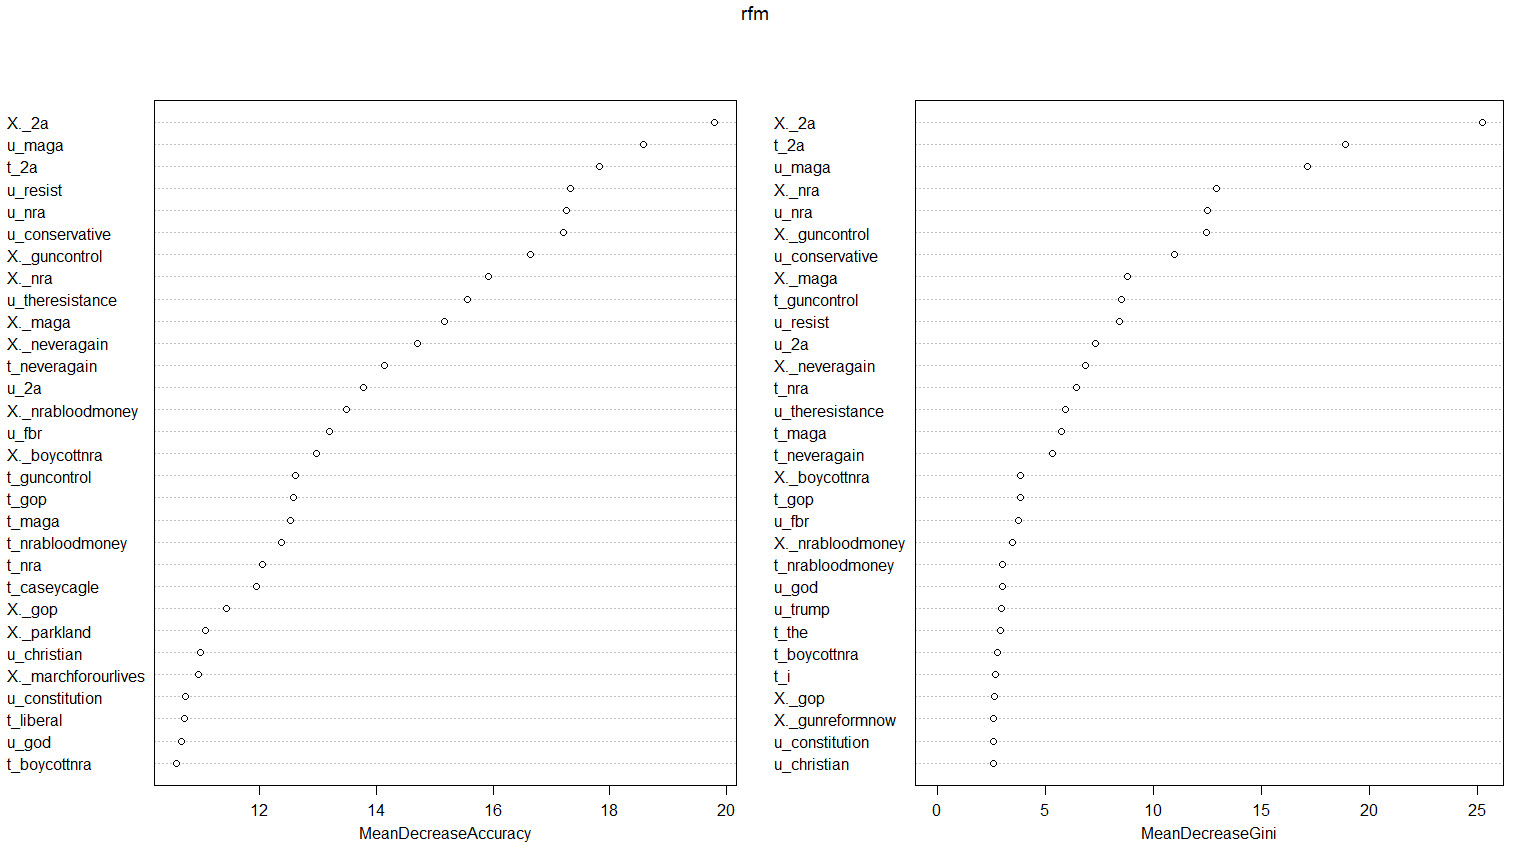 rfm
X._2a
u_maga
t_2a
u_resist
u_nra
u_conservative
X._guncontrol
X._nra
u_theresistance
X._maga
X._neveragain
t_neveragain
u_2a
X._nrabloodmoney
u_fbr
X._boycottnra
t_guncontrol
t_gop
t_maga
t_nrabloodmoney
t_nra
t_caseycagle
X._gop
X._parkland
u_christian
X._marchforourlives
u_constitution
t_liberal
u_god
t_boycottnra
12 14 16 18 20
MeanDecreaseAccuracy
X._2a
t_2a
u_maga
X._nra
u_nra
X._guncontrol
u_conservative
X._maga
t_guncontrol
u_resist
u_2a
X._neveragain
t_nra
u_theresistance
t_maga
t_neveragain
X._boycottnra
t_gop
u_fbr
X._nrabloodmoney
t_nrabloodmoney
u_god
u_trump
t_the
t_boycottnra
t_i
X._gop
X._gunreformnow
u_constitution
u_christian
0 5 10 15 20 25
MeanDecreaseGini